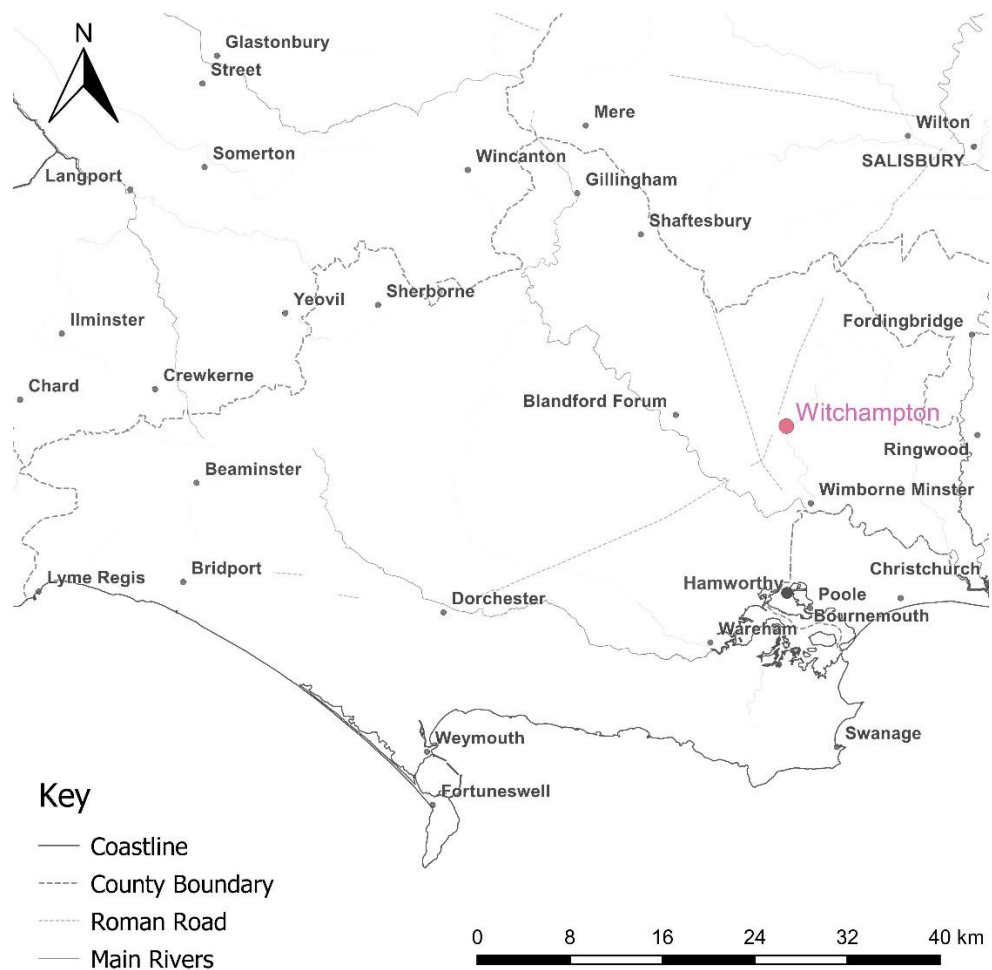 N
Glastonbury
Street
Mere
Wilton
Somerton
Wincanton
SALISBURY
Langport
Gillingham
Shaftesbury
Yeovil
Sherborne
Ilminster
Fordingbridge
Chard
Crewkerne
Blandford Forum
Witchampton
Ringwood
Beaminster
Wimborne Minster
Lyme Regis
Bridport
Christchurch
Hamworthy
Poole
Dorchester
Bournemouth
Wareham
Weymouth
Swanage
Fortuneswell
Key
Coastline
County Boundary
Roman Road
Main Rivers
0 8 16 24 32 40 km